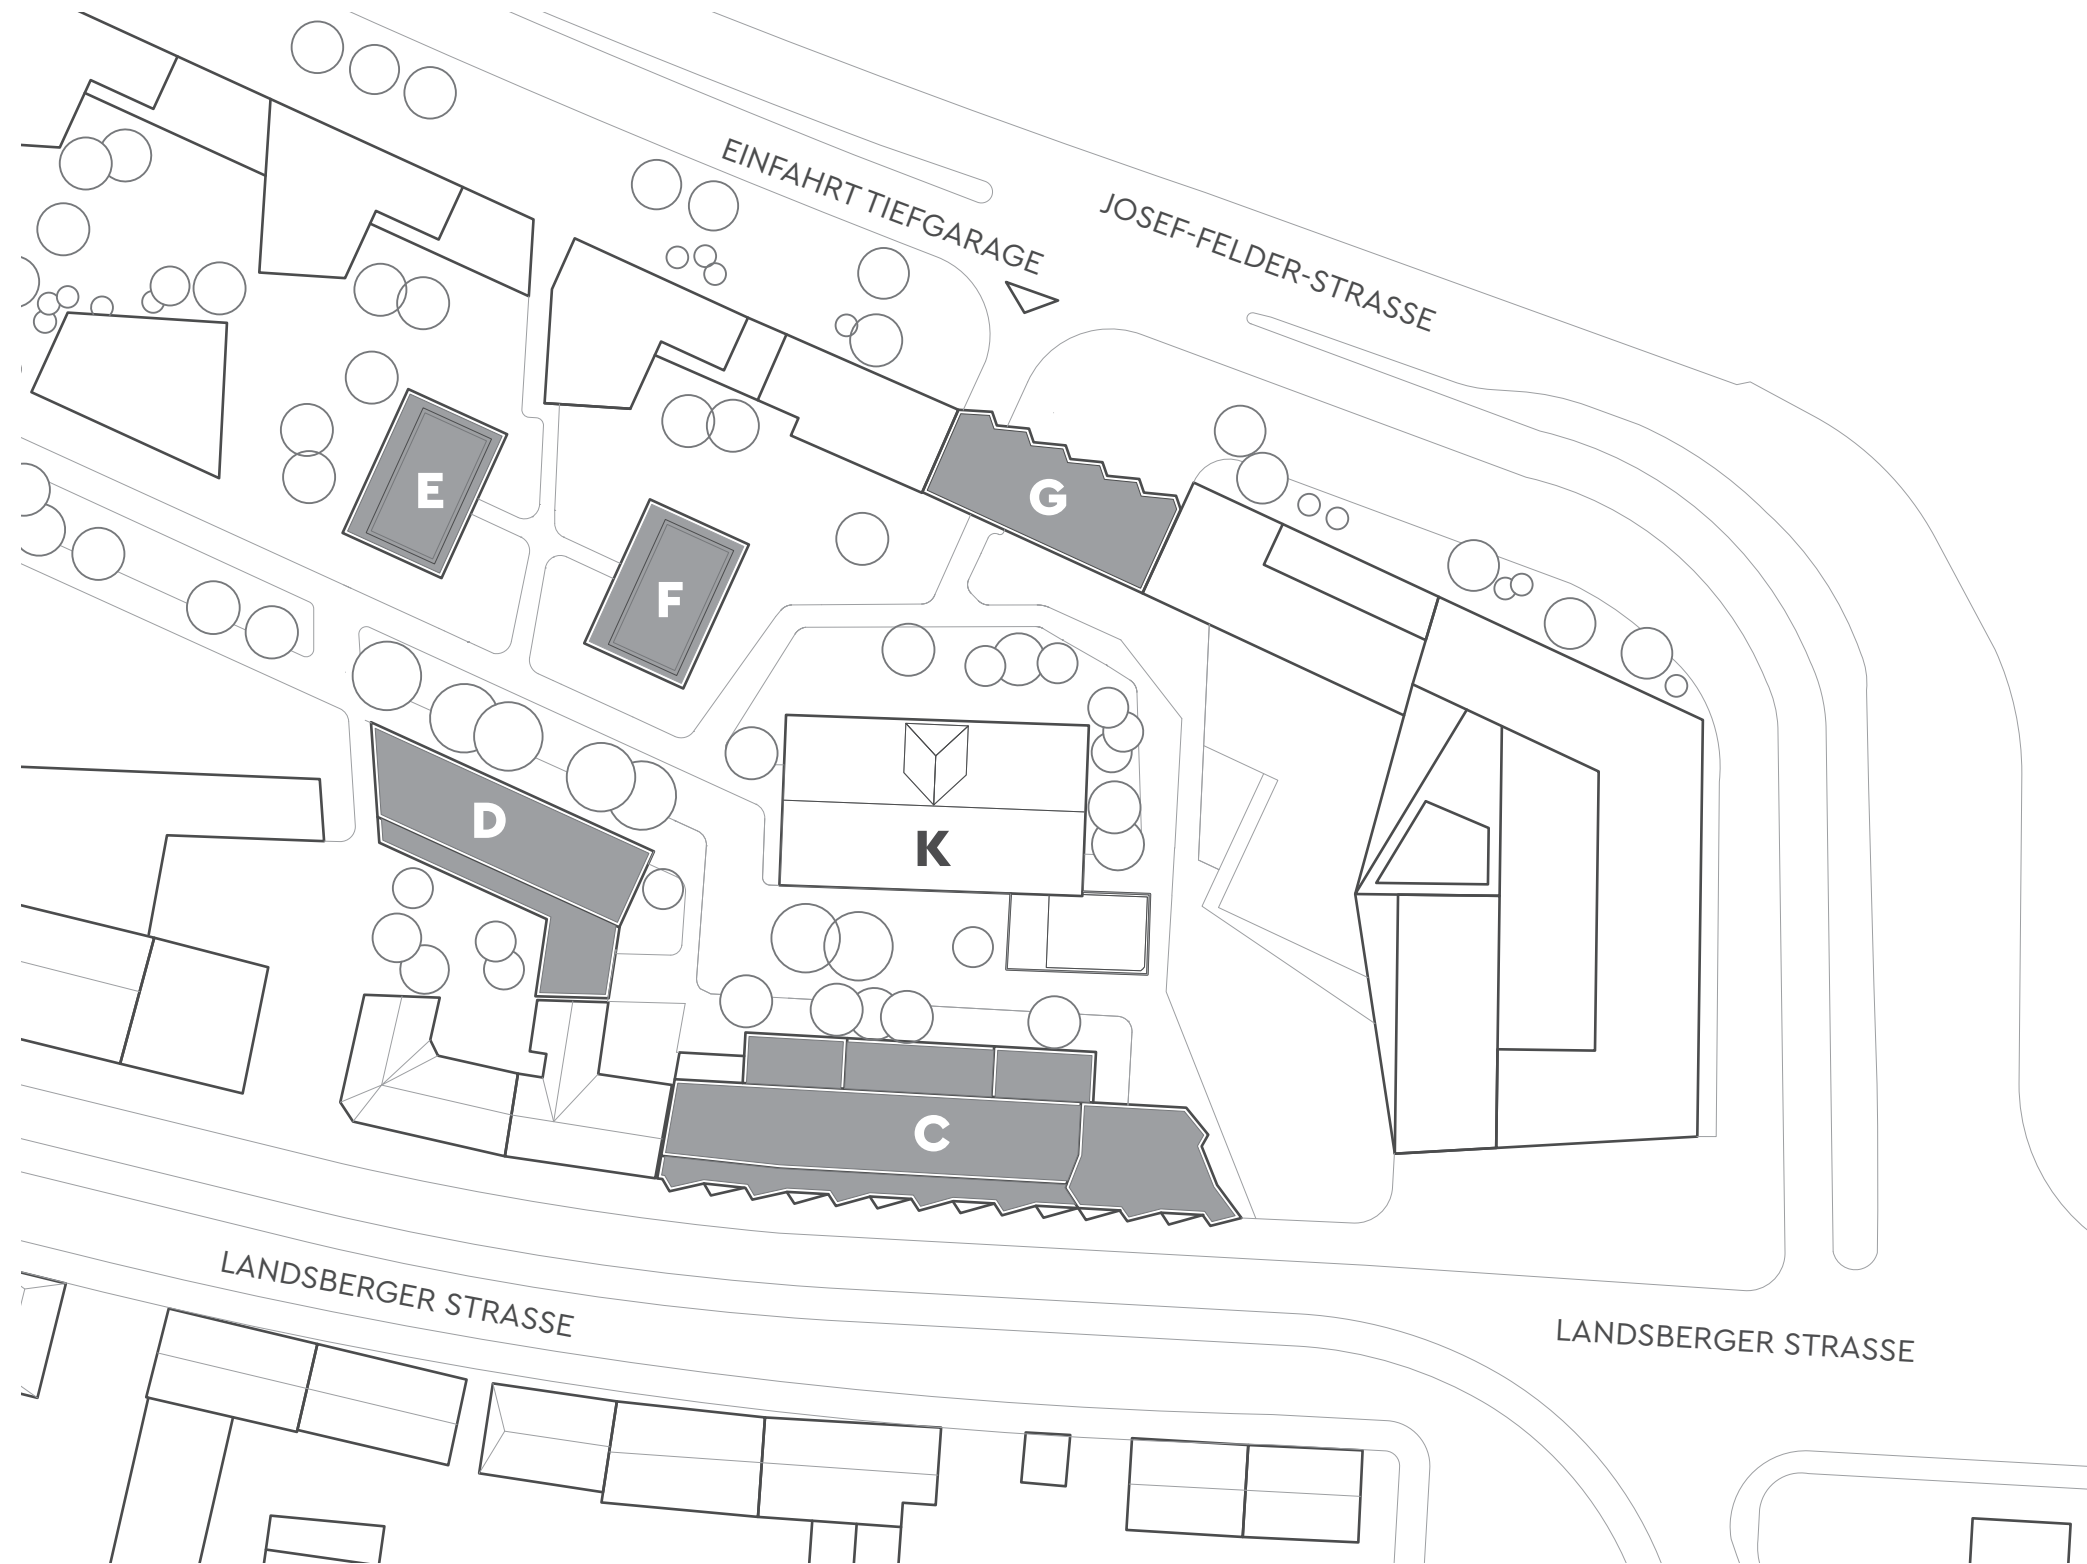 EINFAHRT TIEFGARAGE
JOSEF-FELDER-STRASSE
E
G
F
D
K
C
LANDSBERGER STRASSE
LANDSBERGER STRASSE